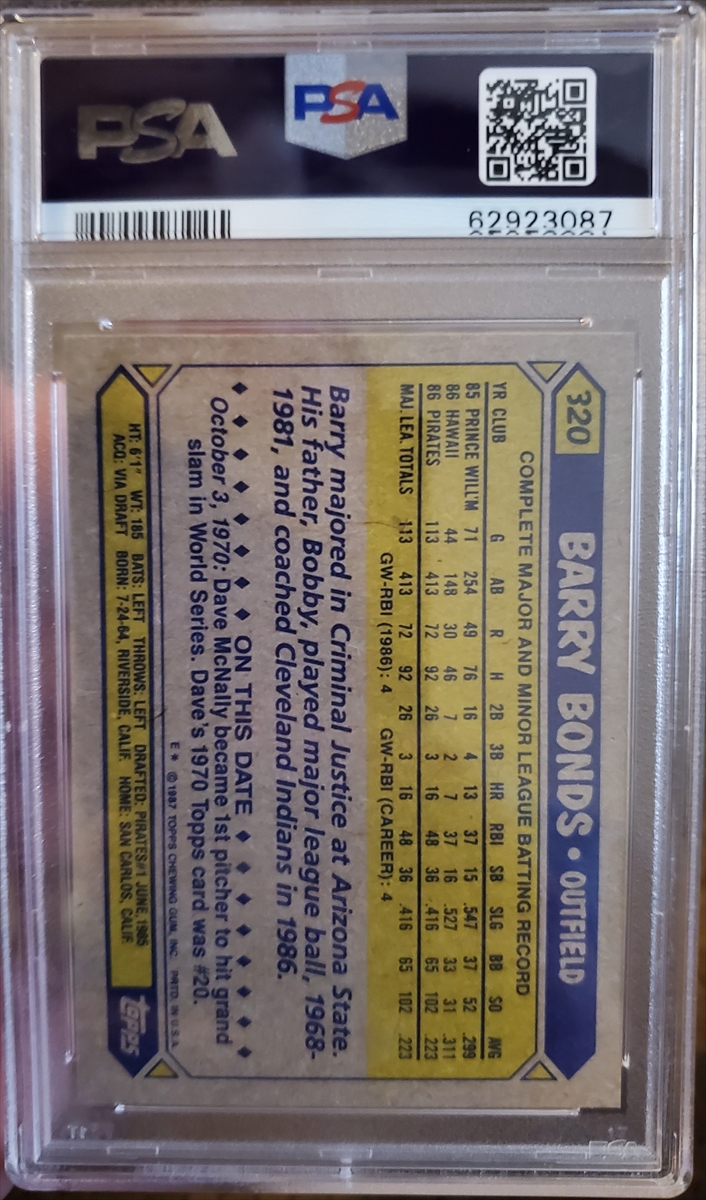 PSA
PSA
62923087
320
BARRY BONDS • OUTFIELD
COMPLETE MAJOR AND MINOR LEAGUE BATTING RECORD
YR CLUB G AB R H 2B 3B HR RBI SB SLG BB SO AVG
85 PRINCE WILL'M 71 254 49 76 16 4 13 37 15 .547 37 52 .299
86 HAWAII 44 148 30 46 7 2 7 37 16 .527 33 31 .311
86 PIRATES 113 413 72 92 26 3 16 48 36 .416 65 102 .223
MAJ. LEA. TOTALS 113 413 72 92 26 3 16 48 36 .416 65 102 .223
GW-RBI (1986): 4 GW-RBI (CAREER): 4
Barry majored in Criminal Justice at Arizona State.
His father, Bobby, played major league ball, 1968-
1981, and coached Cleveland Indians in 1986.
♦ ♦ ♦ ♦ ♦ ♦ ♦ ON THIS DATE ♦ ♦ ♦ ♦ ♦ ♦ ♦
October 3, 1970: Dave McNally became 1st pitcher to hit grand
slam in World Series. Dave's 1970 Topps card was #20.
E* © 1987 TOPPS CHEWING GUM, INC. PRTD. IN U.S.A.
HT: 6'1" WT: 185 BATS: LEFT THROWS: LEFT DRAFTED: PIRATES#1 JUNE, 1985
ACQ: VIA DRAFT BORN: 7-24-64, RIVERSIDE, CALIF. HOME: SAN CARLOS, CALIF.
topps
PSA